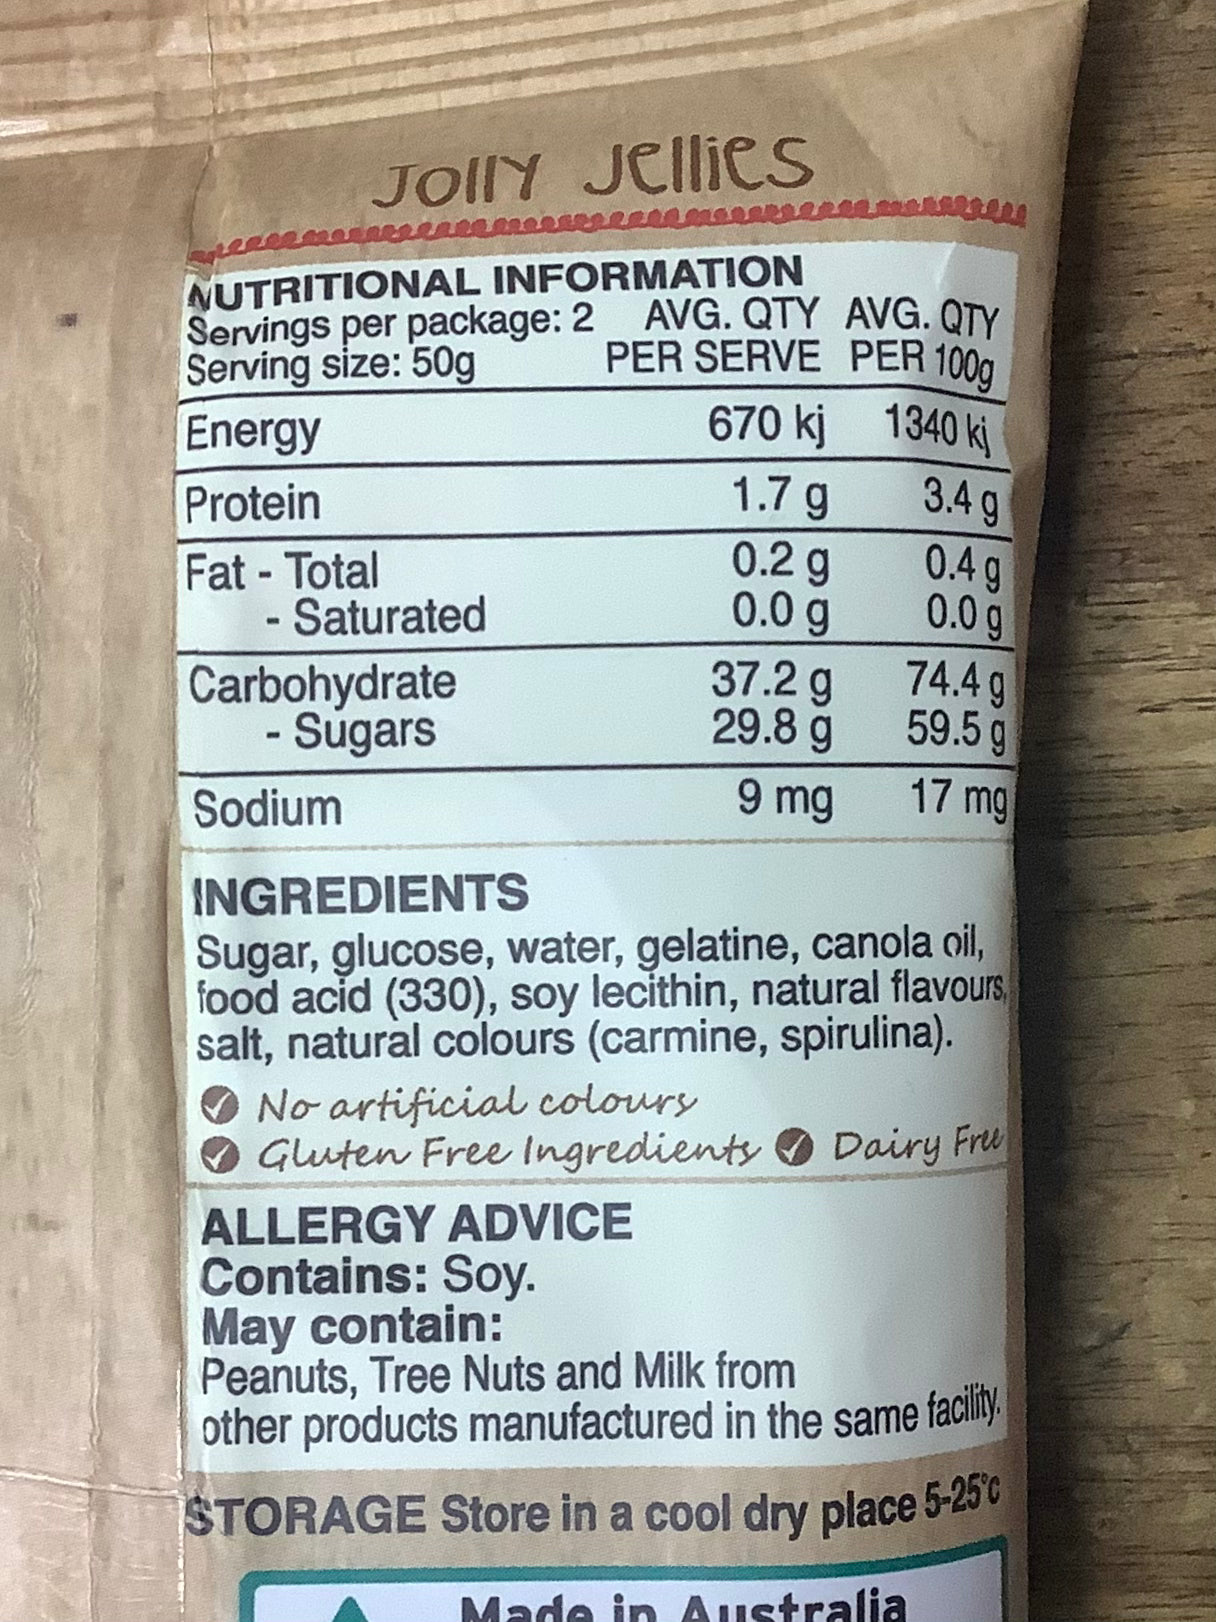 Jolly Jellies
NUTRITIONAL INFORMATION
Servings per package: 2 AVG. QTY AVG. QTY
Serving size: 50g PER SERVE PER 100g
Energy 670 kj 1340 kj
Protein 1.7 g 3.4 g
Fat - Total 0.2 g 0.4 g
- Saturated 0.0 g 0.0 g
Carbohydrate 37.2 g 74.4 g
- Sugars 29.8 g 59.5 g
Sodium 9 mg 17 mg
INGREDIENTS
Sugar, glucose, water, gelatine, canola oil,
food acid (330), soy lecithin, natural flavours,
salt, natural colours (carmine, spirulina).
No artificial colours
Gluten Free Ingredients Dairy Free
ALLERGY ADVICE
Contains: Soy.
May contain:
Peanuts, Tree Nuts and Milk from
other products manufactured in the same facility.
STORAGE Store in a cool dry place 5-25°c
Made in Australia